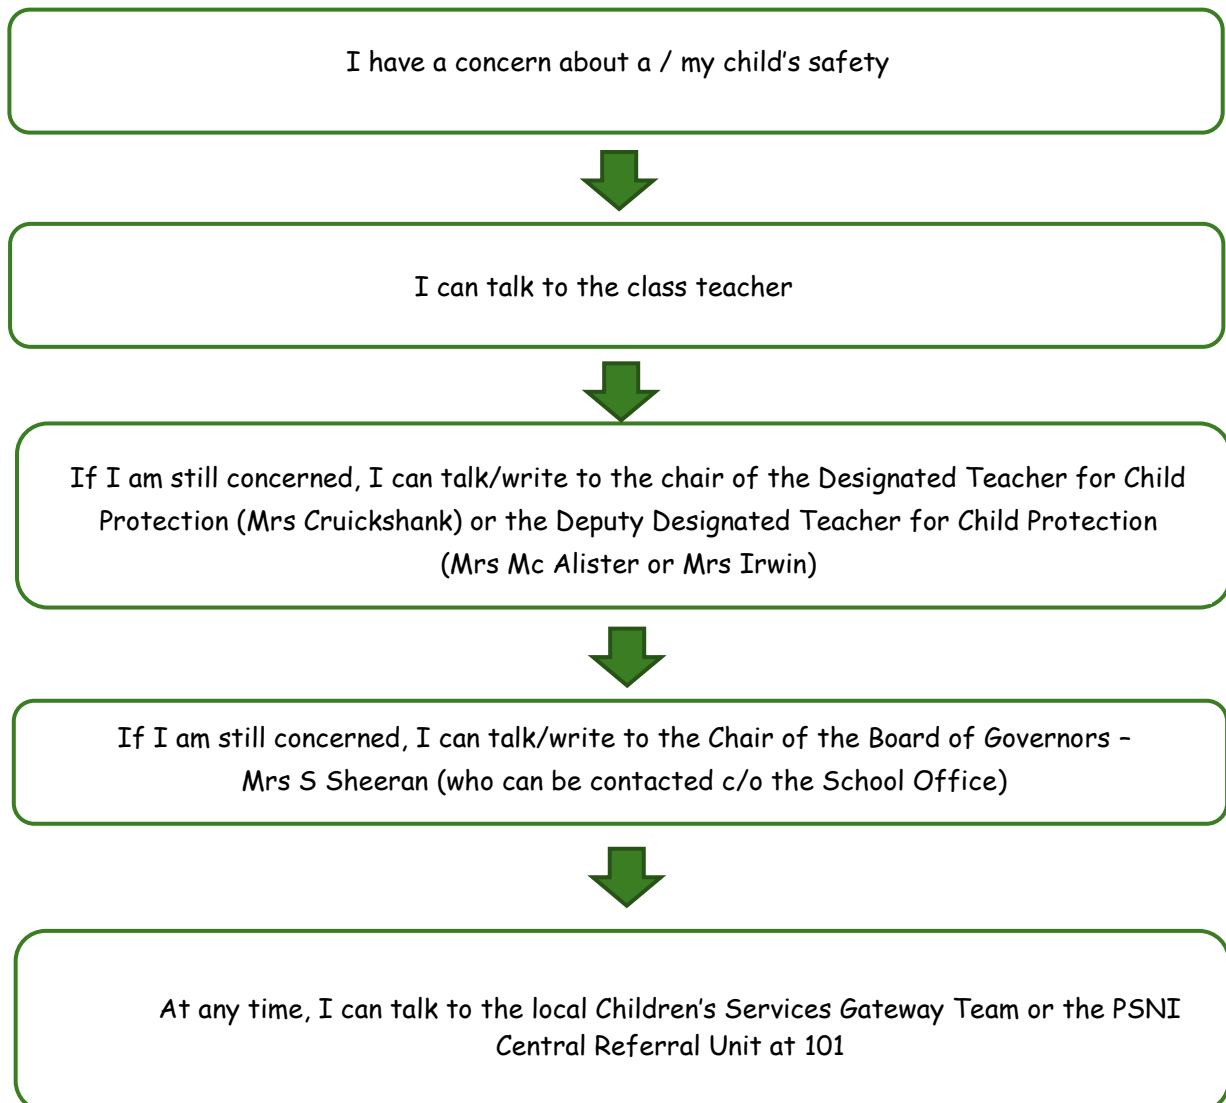 I have a concern about a / my child's safety
I can talk to the class teacher
If I am still concerned, I can talk/write to the chair of the Designated Teacher for Child
Protection (Mrs Cruickshank) or the Deputy Designated Teacher for Child Protection
(Mrs Mc Alister or Mrs Irwin)
If I am still concerned, I can talk/write to the Chair of the Board of Governors –
Mrs S Sheeran (who can be contacted c/o the School Office)
At any time, I can talk to the local Children's Services Gateway Team or the PSNI
Central Referral Unit at 101